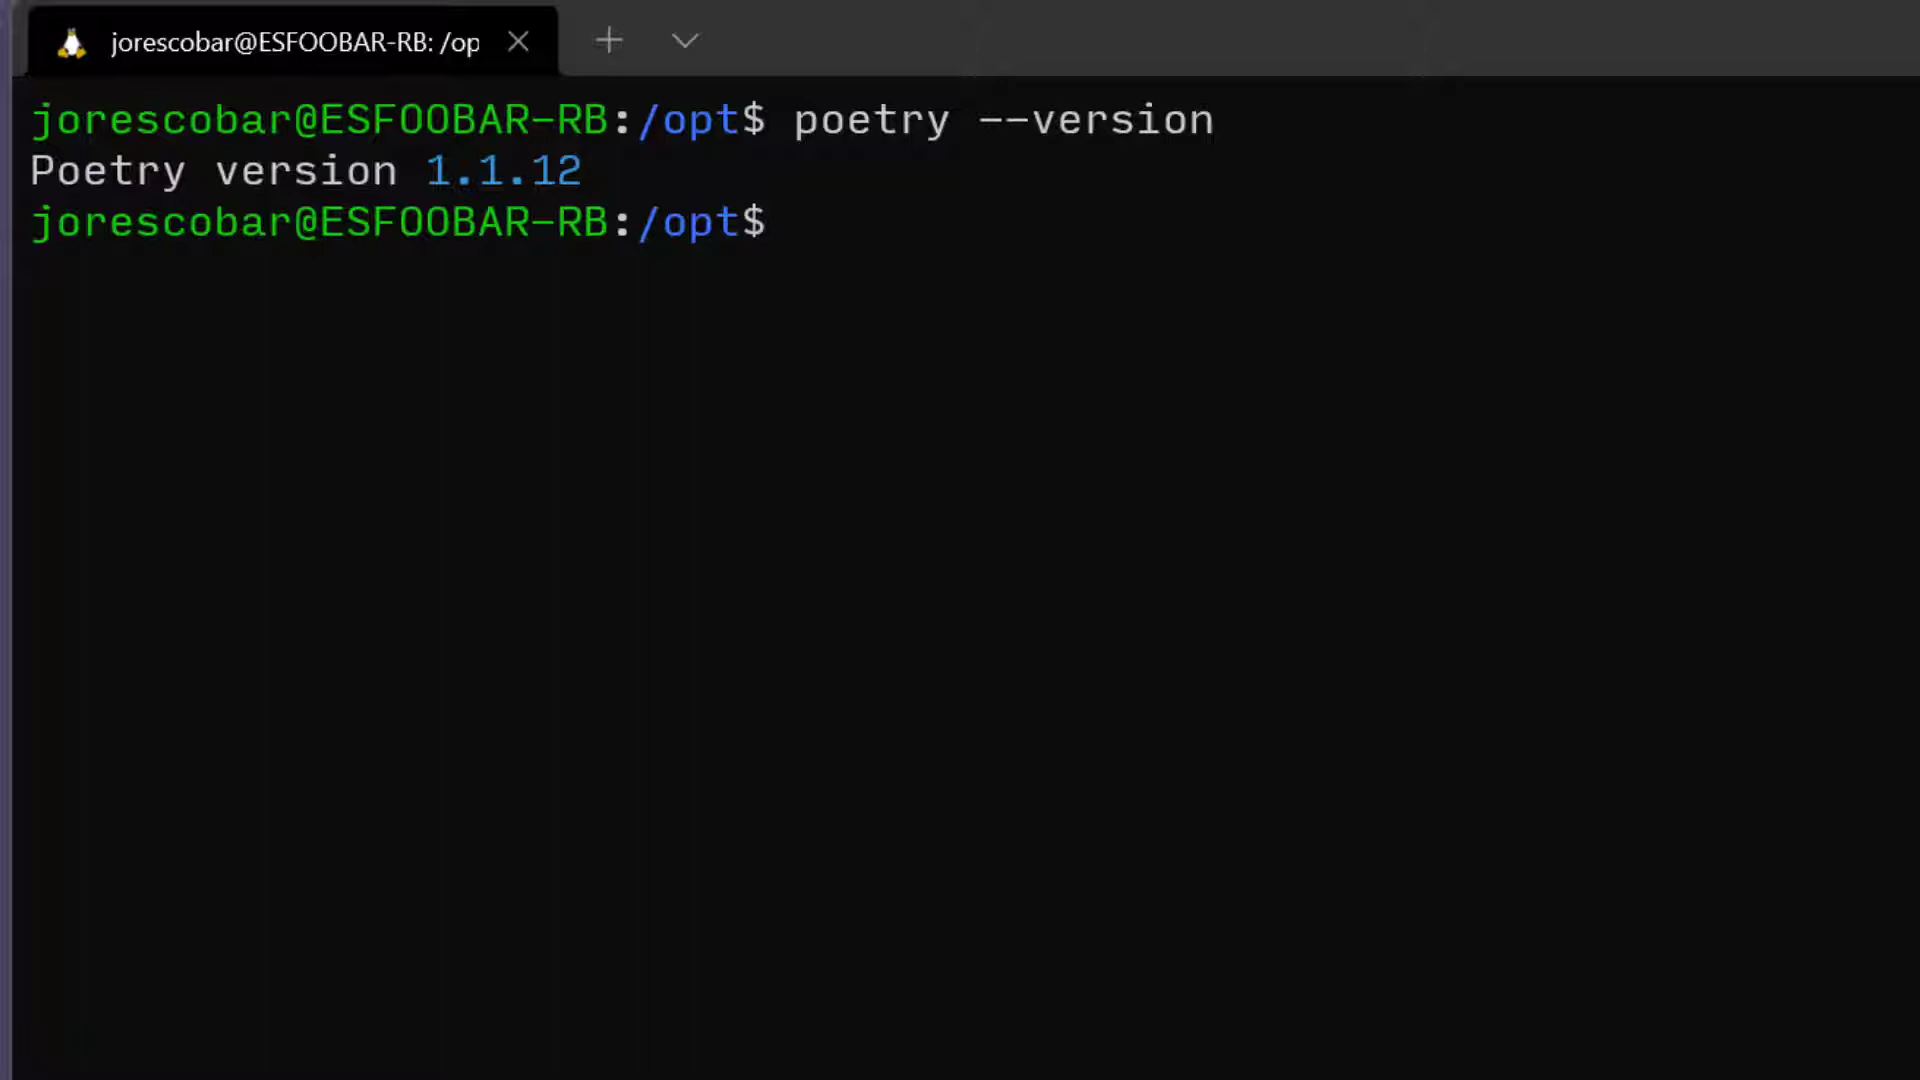 jorescobar@ESFOOBAR-RB: /op
jorescobar@ESFOOBAR-RB:/opt$ poetry --version
Poetry version 1.1.12
jorescobar@ESFOOBAR-RB:/opt$